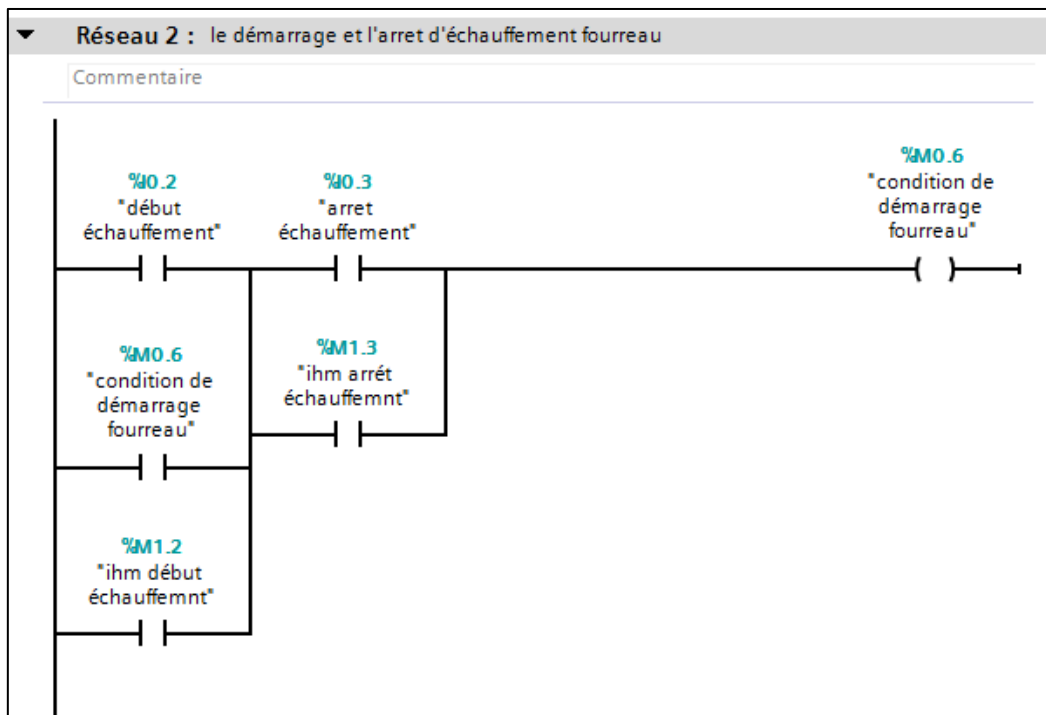 Réseau 2 : le démarrage et l'arret d'échauffement fourreau
Commentaire
%M0.6
"condition de
démarrage
fourreau"
%I0.2
"début
échauffement"
%I0.3
"arret
échauffement"
%M0.6
"condition de
démarrage
fourreau"
%M1.3
"ihm arrét
échauffemnt"
%M1.2
"ihm début
échauffemnt"